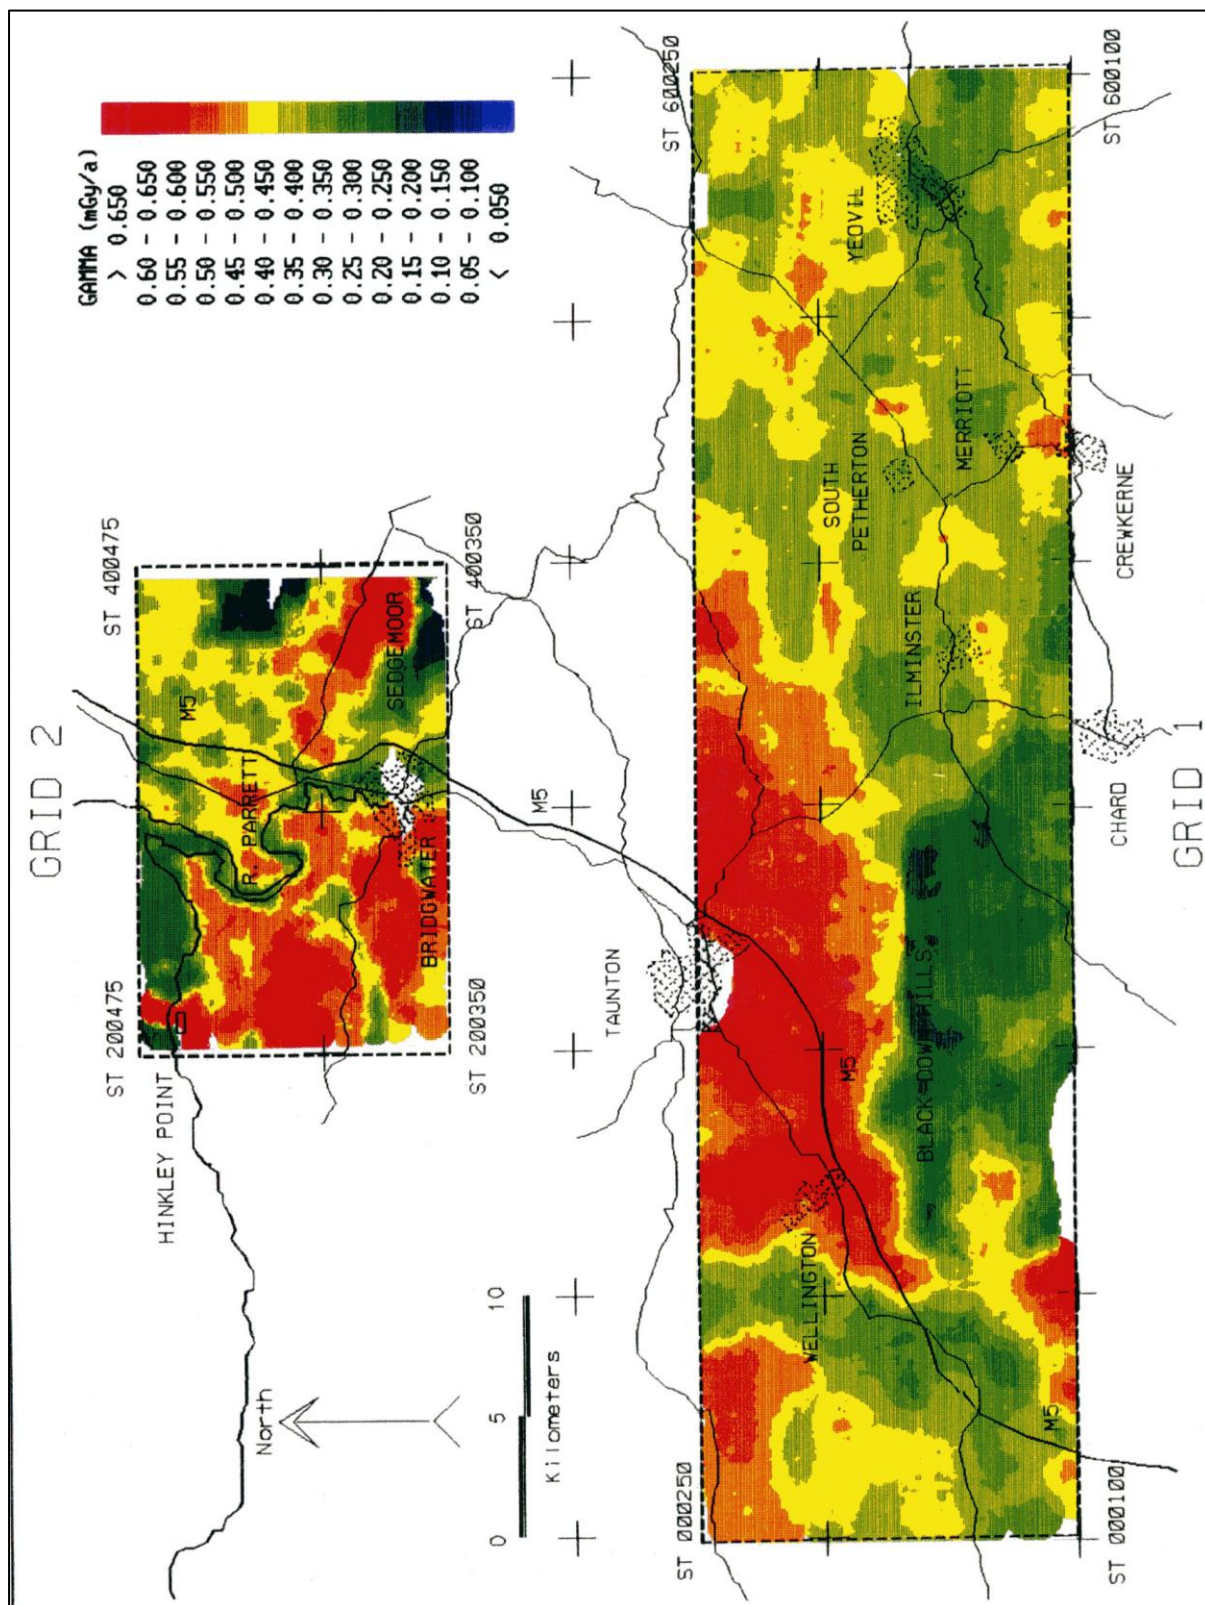 GRID 2
GAMMA (mGy/a)
> 0.650
0.60 - 0.650
0.55 - 0.600
0.50 - 0.550
0.45 - 0.500
0.40 - 0.450
0.35 - 0.400
0.30 - 0.350
0.25 - 0.300
0.20 - 0.250
0.15 - 0.200
0.10 - 0.150
0.05 - 0.100
< 0.050
ST 200475
ST 400475
HINKLEY POINT
M5
R. PARRETT
SEDGEMOOR
BRIDGWATER
ST 200350
ST 400350
North
0 5 10
Kilometers
M5
TAUNTON
ST 000250
ST 600250
WELLINGTON
M5
SOUTH
PETHERTON
YEOVIL
BLACK DOWN HILLS
ILMINSTER
MERRIOTT
M5
ST 000100
ST 600100
CHARD
CREWKERNE
GRID 1